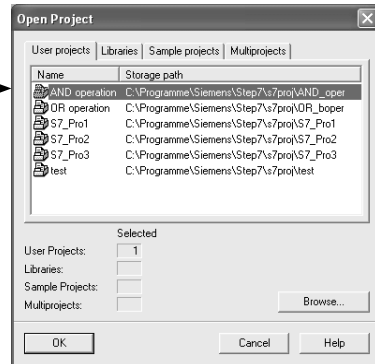 Open Project
User projects Libraries Sample projects Multiprojects
Name Storage path
AND operation C:\Programme\Siemens\Step7\s7proj\AND_oper
OR operation C:\Programme\Siemens\Step7\s7proj\OR_boper
S7_Pro1 C:\Programme\Siemens\Step7\s7proj\S7_Pro1
S7_Pro2 C:\Programme\Siemens\Step7\s7proj\S7_Pro2
S7_Pro3 C:\Programme\Siemens\Step7\s7proj\S7_Pro3
test C:\Programme\Siemens\Step7\s7proj\test
Selected
User Projects: 1
Libraries:
Sample Projects:
Multiprojects:
Browse...
OK Cancel Help